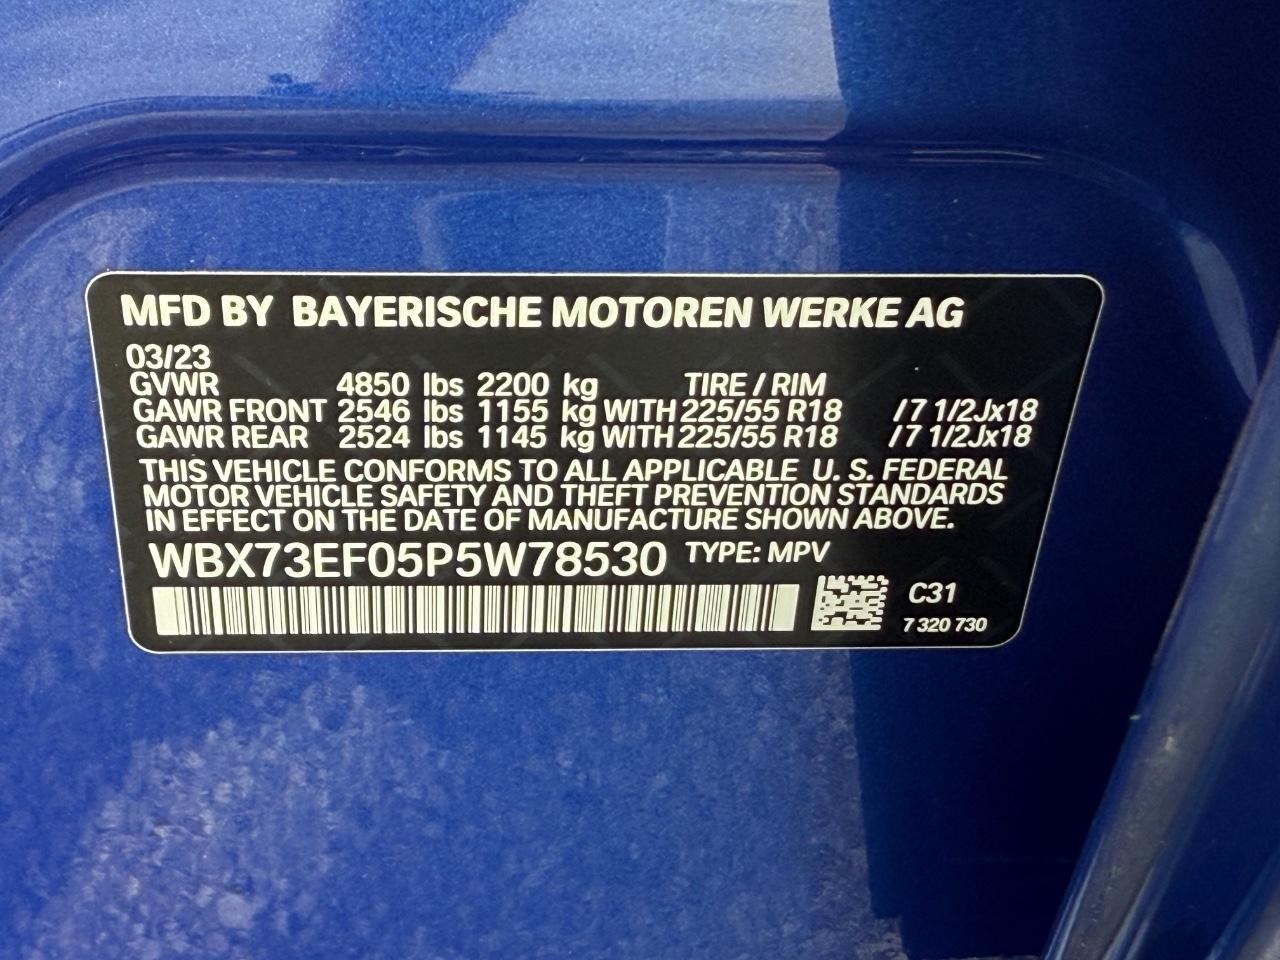 MFD BY BAYERISCHE MOTOREN WERKE AG
03/23
GVWR 4850 lbs 2200 kg TIRE / RIM
GAWR FRONT 2546 lbs 1155 kg WITH 225/55 R18 / 7 1/2Jx18
GAWR REAR 2524 lbs 1145 kg WITH 225/55 R18 / 7 1/2Jx18
THIS VEHICLE CONFORMS TO ALL APPLICABLE U. S. FEDERAL
MOTOR VEHICLE SAFETY AND THEFT PREVENTION STANDARDS
IN EFFECT ON THE DATE OF MANUFACTURE SHOWN ABOVE.
WBX73EF05P5W78530 TYPE: MPV
C31
7 320 730